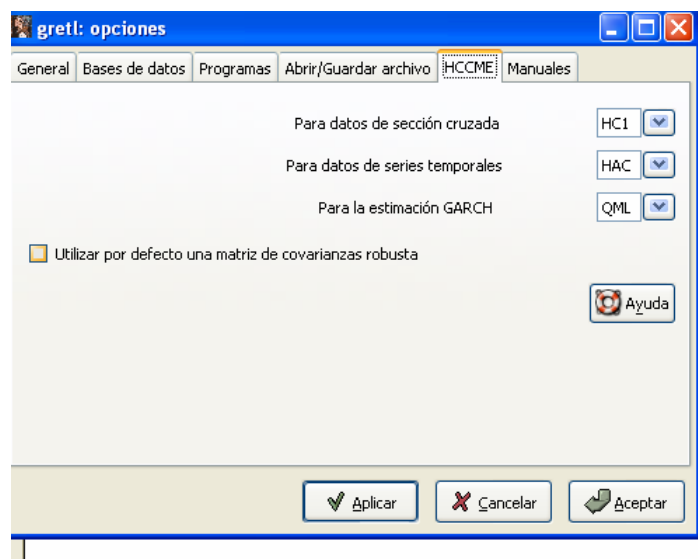 gretl: opciones
General Bases de datos Programas Abrir/Guardar archivo HCCME Manuales
Para datos de sección cruzada HC1
Para datos de series temporales HAC
Para la estimación GARCH QML
Utilizar por defecto una matriz de covarianzas robusta
Ayuda
Aplicar Cancelar Aceptar